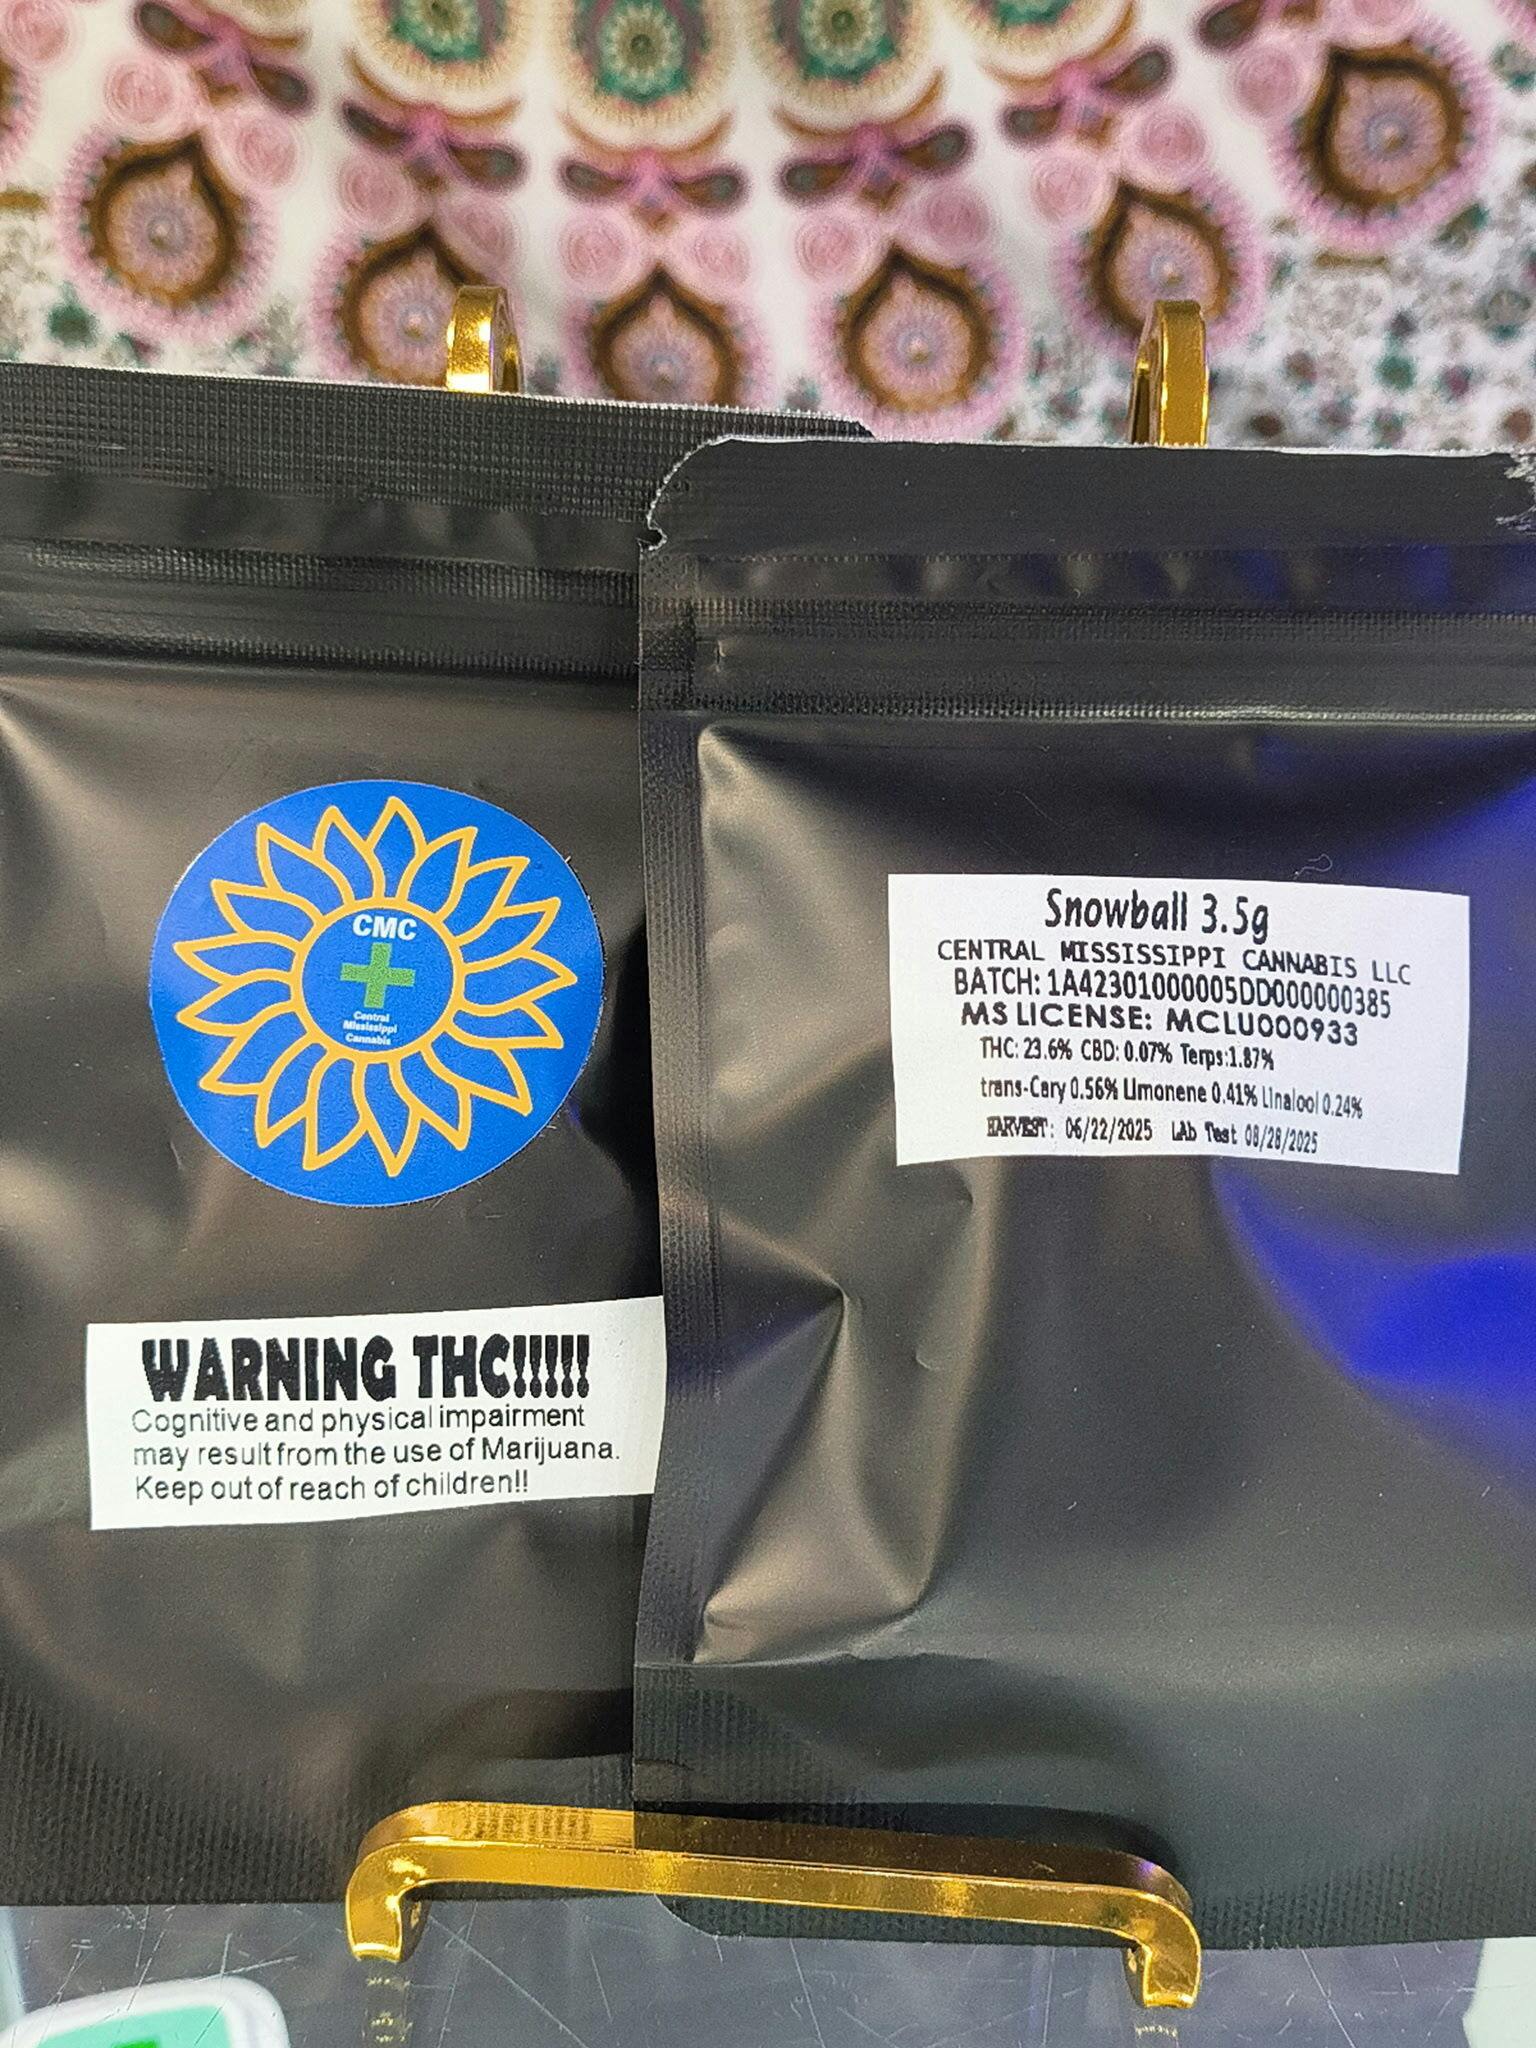 CMC
Central
Mississippi
Cannabis
WARNING THC!!!!!
Cognitive and physical impairment
may result from the use of Marijuana.
Keep out of reach of children!!
Snowball 3.5g
CENTRAL MISSISSIPPI CANNABIS LLC
BATCH: 1A42301000005DD000000385
MS LICENSE: MCLU000933
THC: 23.6% CBD: 0.07% Terps:1.87%
trans-Cary 0.56% Limonene 0.41% Linalool 0.24%
HARVEST: 06/22/2025 LAb Test 08/28/2025